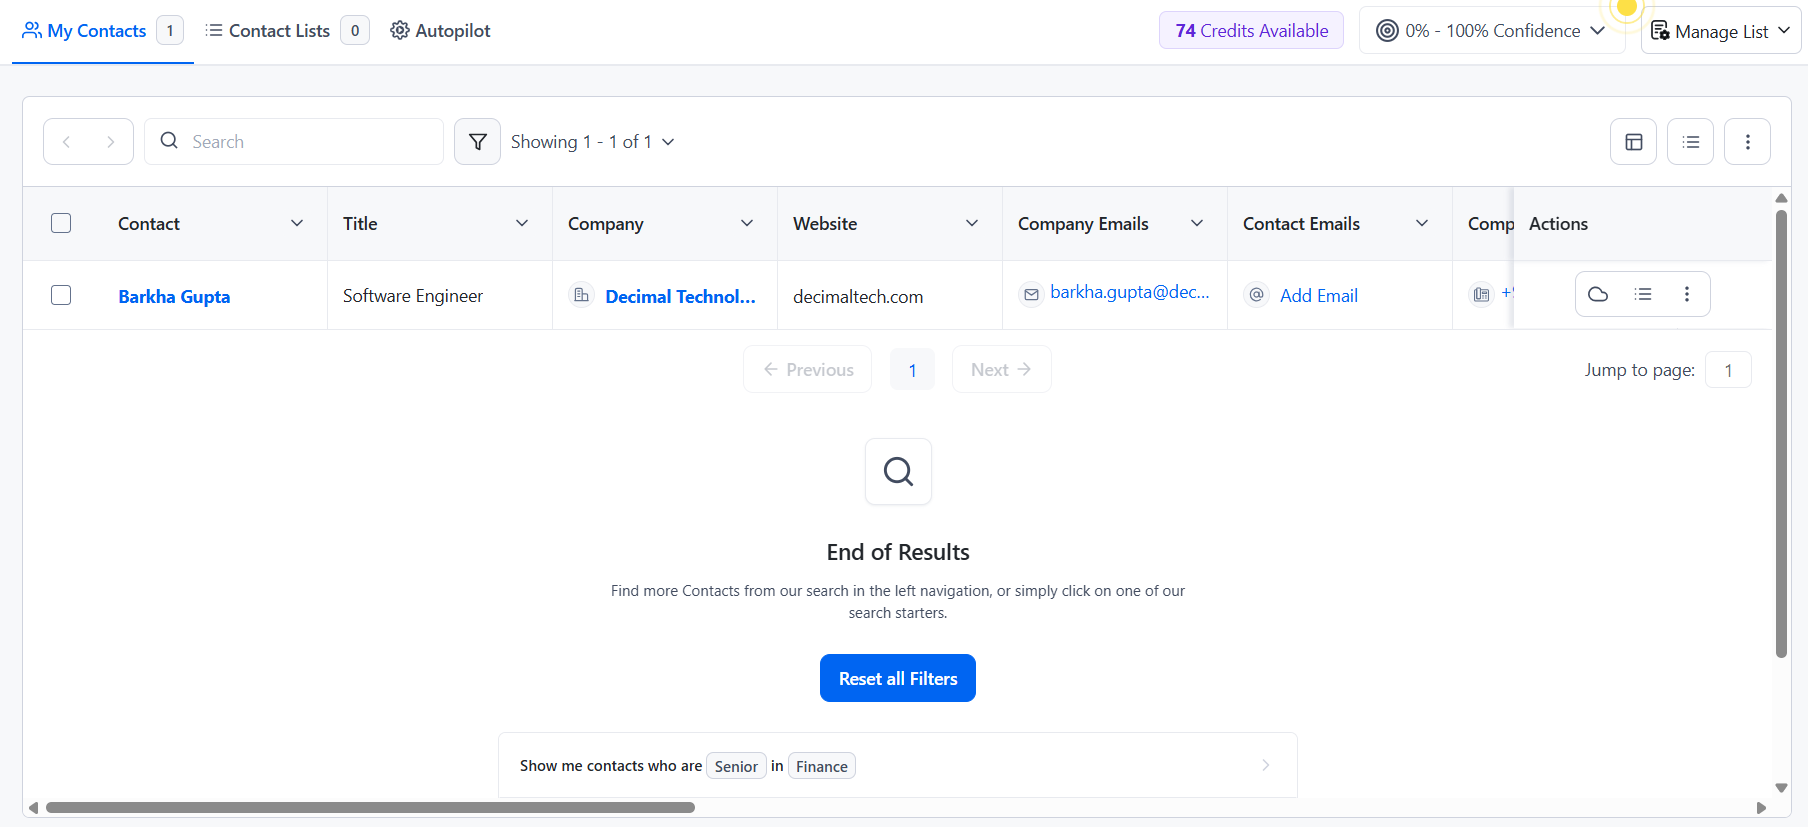 My Contacts 1 Contact Lists 0 Autopilot 74 Credits Available 0% - 100% Confidence Manage List
Search Showing 1 - 1 of 1
Contact Title Company Website Company Emails Contact Emails Comp Actions
Barkha Gupta Software Engineer Decimal Technol... decimaltech.com barkha.gupta@dec... Add Email
Previous 1 Next Jump to page: 1
End of Results
Find more Contacts from our search in the left navigation, or simply click on one of our
search starters.
Reset all Filters
Show me contacts who are Senior in Finance